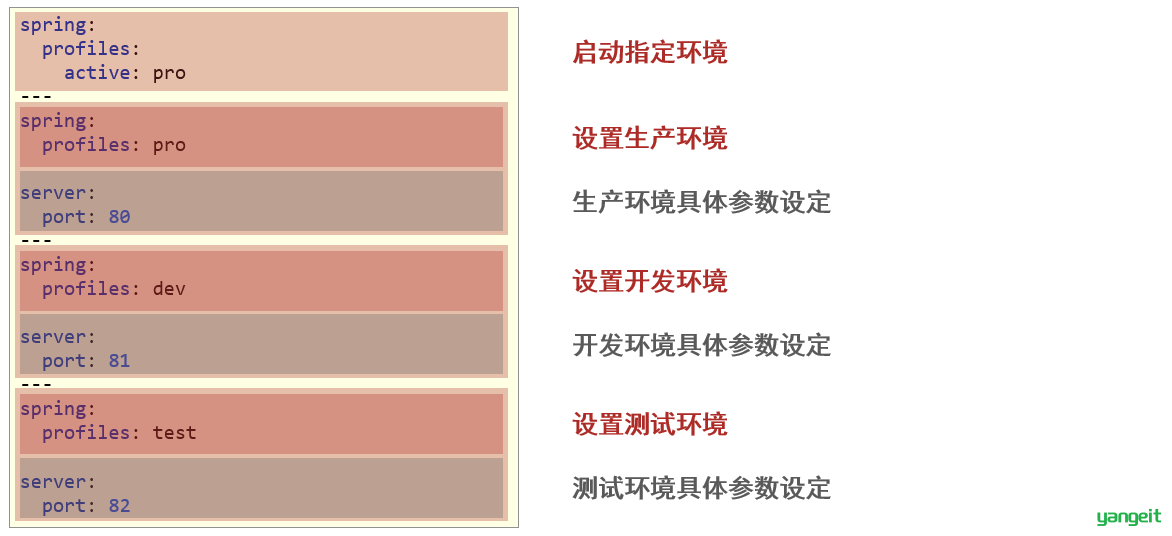 spring:
  profiles:
    active: pro
启动指定环境
---
spring:
  profiles: pro
设置生产环境
server:
  port: 80
生产环境具体参数设定
---
spring:
  profiles: dev
设置开发环境
server:
  port: 81
开发环境具体参数设定
---
spring:
  profiles: test
设置测试环境
server:
  port: 82
测试环境具体参数设定
yangeit